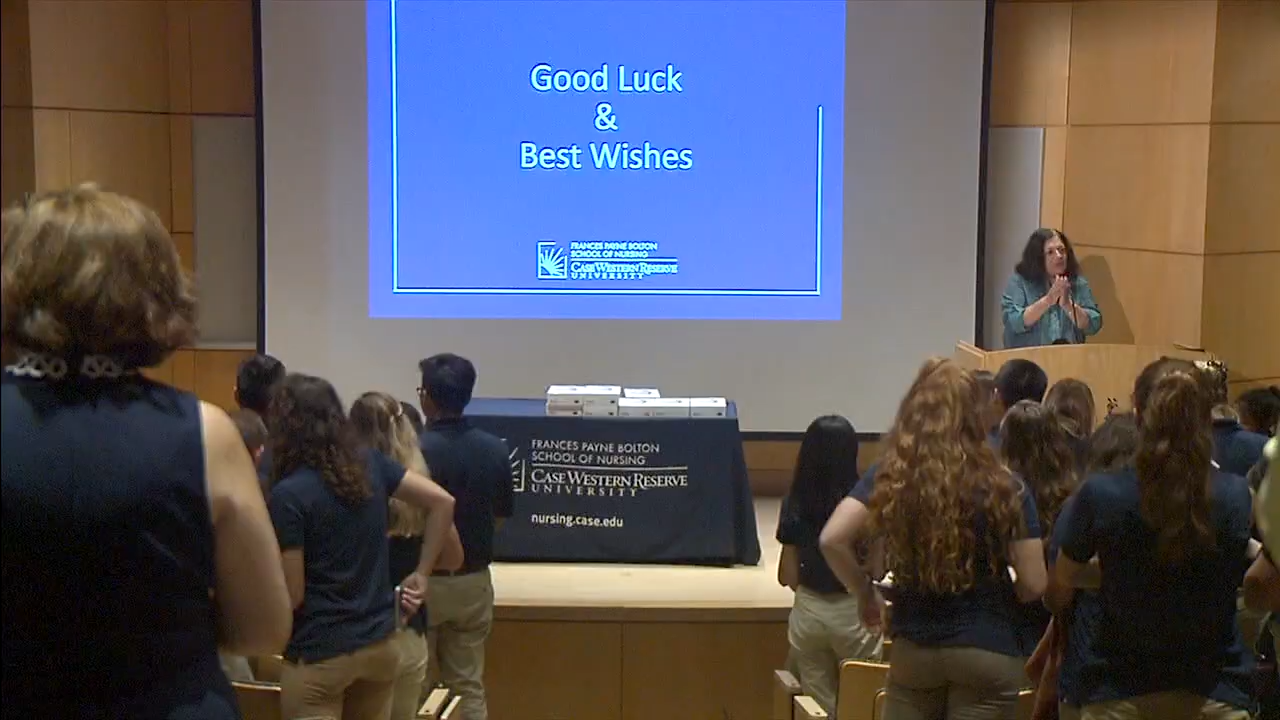 Good Luck
&
Best Wishes
FRANCES PAYNE BOLTON
SCHOOL OF NURSING
CASE WESTERN RESERVE
UNIVERSITY
FRANCES PAYNE BOLTON
SCHOOL OF NURSING
CASE WESTERN RESERVE
UNIVERSITY
nursing.case.edu